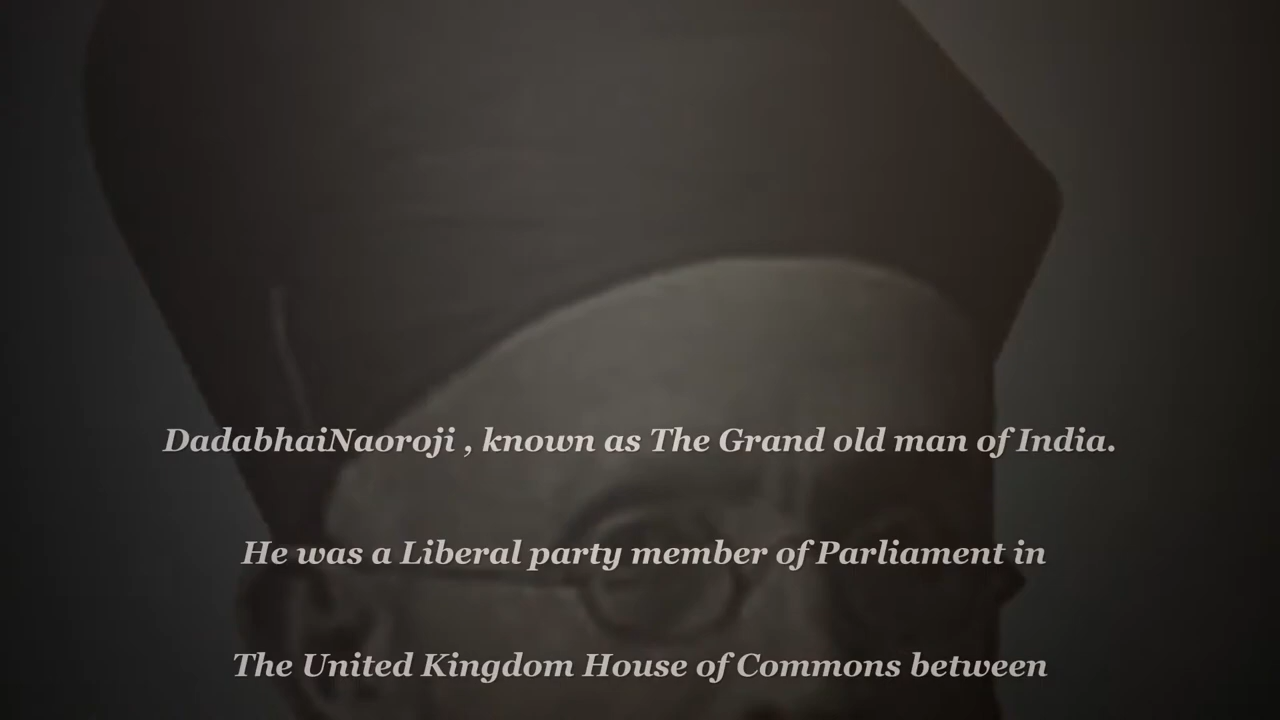 DadabhaiNaoroji , known as The Grand old man of India.
He was a Liberal party member of Parliament in
The United Kingdom House of Commons between